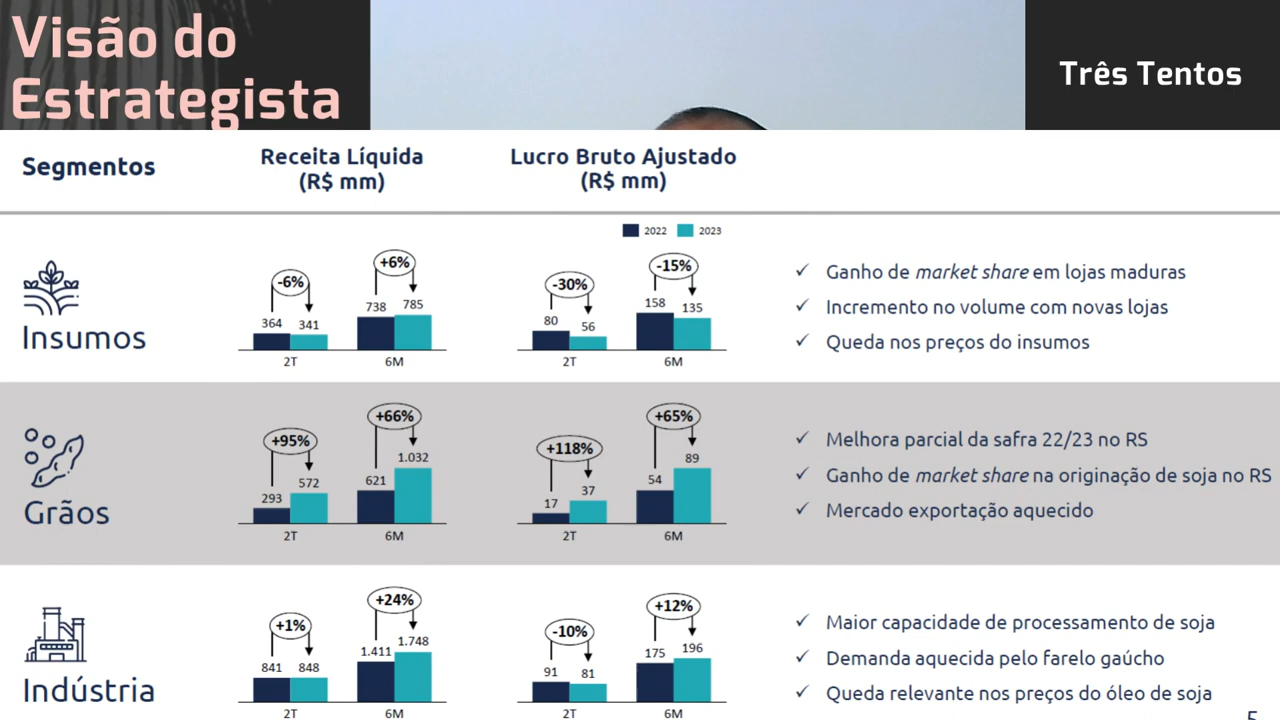 Visão do
Estrategista
Três Tentos
Segmentos
Receita Líquida
(R$ mm)
Lucro Bruto Ajustado
(R$ mm)
2022 2023
Insumos
-6%
364 341
2T
+6%
738 785
6M
-30%
80 56
2T
-15%
158 135
6M
✓ Ganho de market share em lojas maduras
✓ Incremento no volume com novas lojas
✓ Queda nos preços do insumos
Grãos
+95%
293 572
2T
+66%
621 1.032
6M
+118%
17 37
2T
+65%
54 89
6M
✓ Melhora parcial da safra 22/23 no RS
✓ Ganho de market share na originação de soja no RS
✓ Mercado exportação aquecido
Indústria
+1%
841 848
2T
+24%
1.411 1.748
6M
-10%
91 81
2T
+12%
175 196
6M
✓ Maior capacidade de processamento de soja
✓ Demanda aquecida pelo farelo gaúcho
✓ Queda relevante nos preços do óleo de soja
5